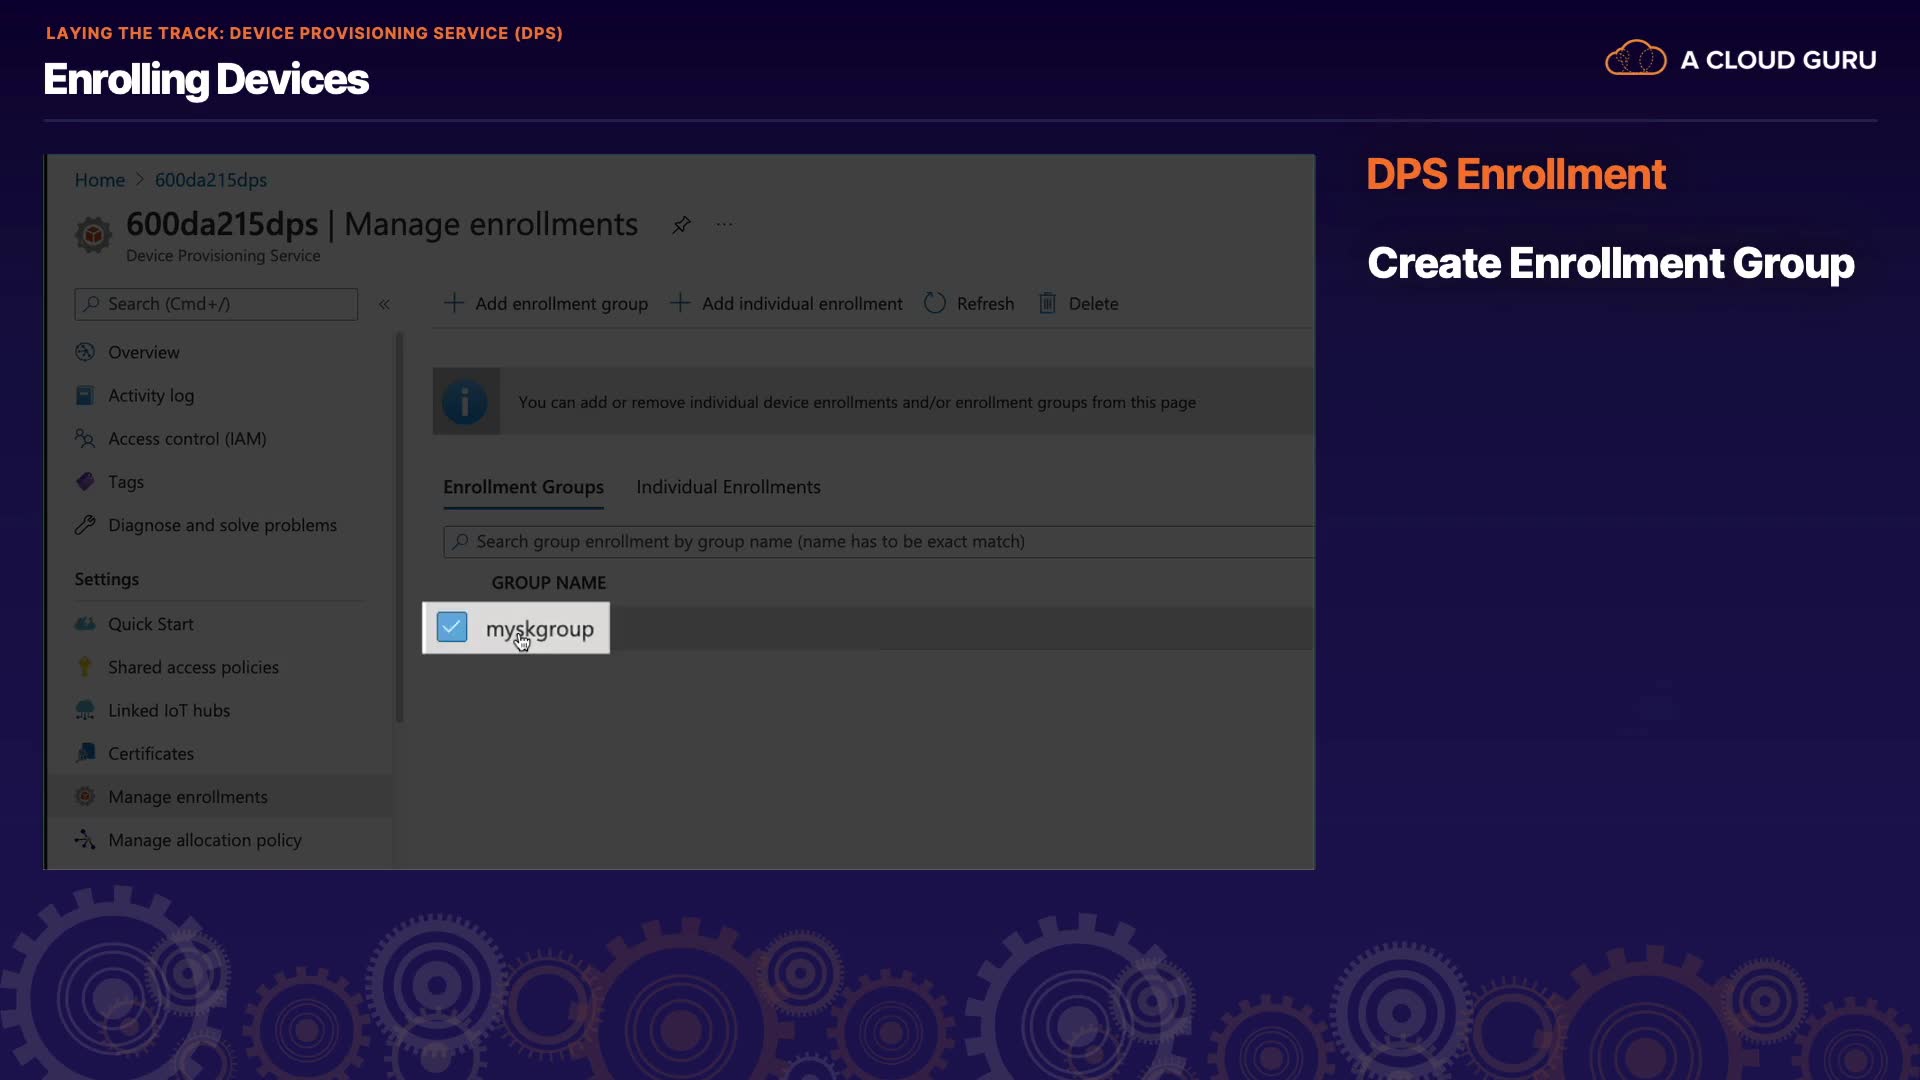 LAYING THE TRACK: DEVICE PROVISIONING SERVICE (DPS)
Enrolling Devices
A CLOUD GURU
Home > 600da215dps
600da215dps | Manage enrollments
Device Provisioning Service
Search (Cmd+/)
Overview
Activity log
Access control (IAM)
Tags
Diagnose and solve problems
Settings
Quick Start
Shared access policies
Linked IoT hubs
Certificates
Manage enrollments
Manage allocation policy
Add enrollment group
Add individual enrollment
Refresh
Delete
You can add or remove individual device enrollments and/or enrollment groups from this page
Enrollment Groups
Individual Enrollments
Search group enrollment by group name (name has to be exact match)
GROUP NAME
myskgroup
DPS Enrollment
Create Enrollment Group